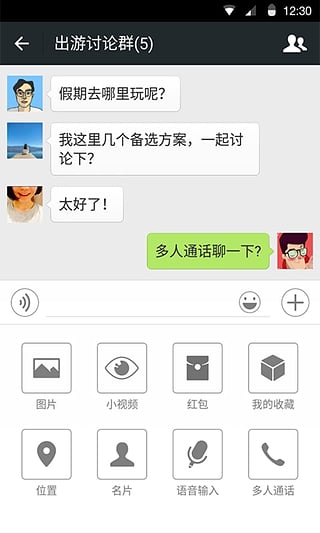 12:30
出游讨论群(5)
假期去哪里玩呢？
我这里几个备选方案，一起讨
论下？
太好了！
多人通话聊一下?
图片
小视频
红包
我的收藏
位置
名片
语音输入
多人通话